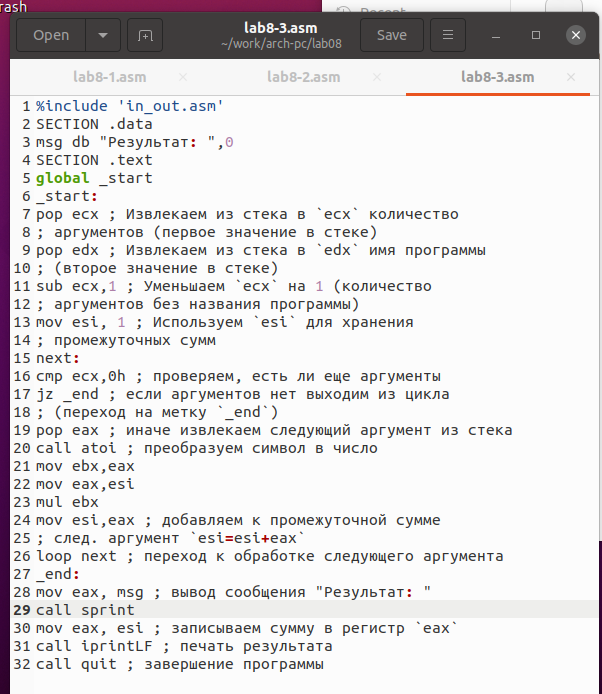 rash
Recent
Open
lab8-3.asm
~/work/arch-pc/lab08
Save
lab8-1.asm
lab8-2.asm
lab8-3.asm
1 %include 'in_out.asm'
2 SECTION .data
3 msg db "Результат: ",0
4 SECTION .text
5 global _start
6 _start:
7 pop ecx ; Извлекаем из стека в `ecx` количество
8 ; аргументов (первое значение в стеке)
9 pop edx ; Извлекаем из стека в `edx` имя программы
10 ; (второе значение в стеке)
11 sub ecx,1 ; Уменьшаем `ecx` на 1 (количество
12 ; аргументов без названия программы)
13 mov esi, 1 ; Используем `esi` для хранения
14 ; промежуточных сумм
15 next:
16 cmp ecx,0h ; проверяем, есть ли еще аргументы
17 jz _end ; если аргументов нет выходим из цикла
18 ; (переход на метку `_end`)
19 pop eax ; иначе извлекаем следующий аргумент из стека
20 call atoi ; преобразуем символ в число
21 mov ebx,eax
22 mov eax,esi
23 mul ebx
24 mov esi,eax ; добавляем к промежуточной сумме
25 ; след. аргумент `esi=esi+eax`
26 loop next ; переход к обработке следующего аргумента
27 _end:
28 mov eax, msg ; вывод сообщения "Результат: "
29 call sprint
30 mov eax, esi ; записываем сумму в регистр `eax`
31 call iprintLF ; печать результата
32 call quit ; завершение программы